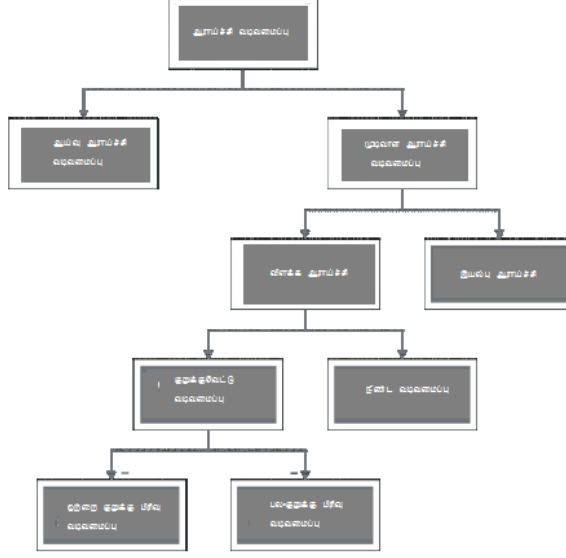 ஆராய்ச்சி வடிவமைப்பு
ஆய்வு ஆராய்ச்சி
வடிவமைப்பு
முடிவான ஆராய்ச்சி
வடிவமைப்பு
விளக்க ஆராய்ச்சி
இயல்பு ஆராய்ச்சி
குறுக்குவெட்டு
வடிவமைப்பு
நீண்ட வடிவமைப்பு
ஒற்றை குறுக்கு பிரிவு
வடிவமைப்பு
பல-குறுக்கு பிரிவு
வடிவமைப்பு